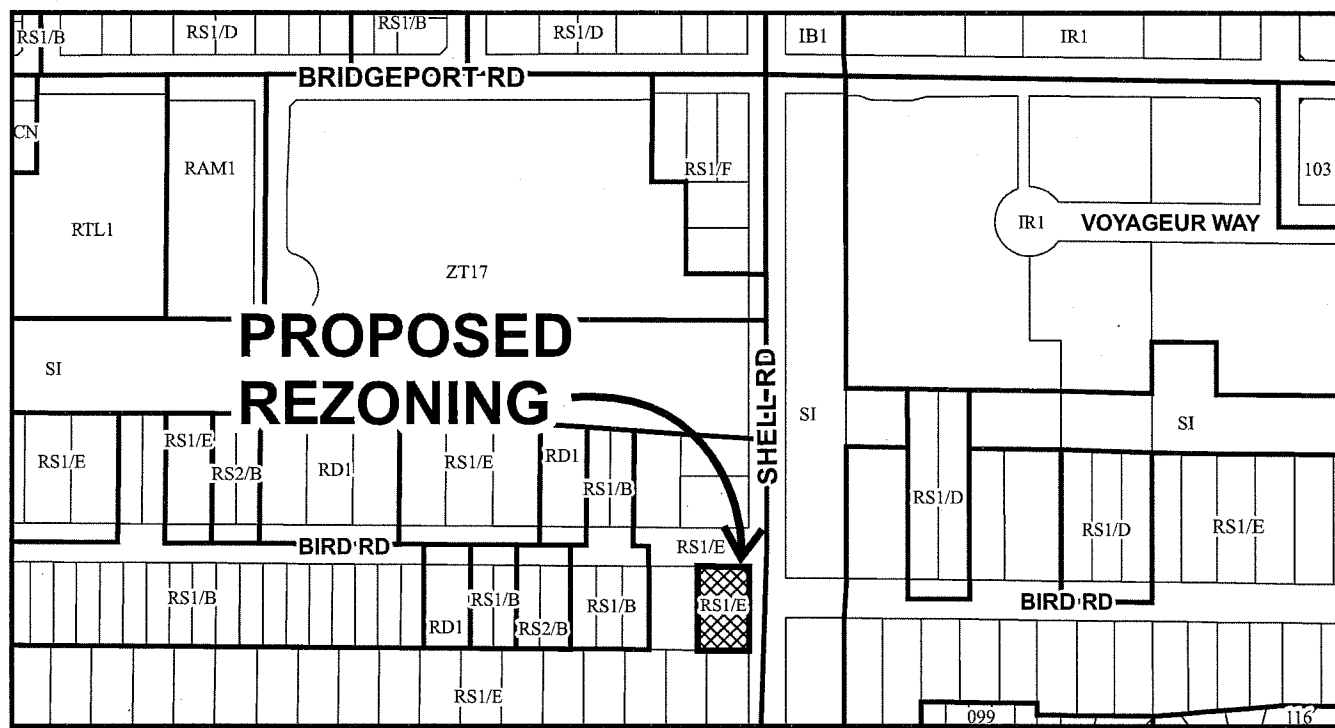 RS1/B
RS1/D
RS1/B
RS1/D
IB1
IR1
BRIDGEPORT RD
CN
RAM1
RS1/F
103
RTL1
IR1
VOYAGEUR WAY
ZT17
PROPOSED
REZONING
SI
SHELL RD
SI
SI
RS1/E
RS1/E
RS2/B
RD1
RS1/E
RD1
RS1/B
RS1/D
RS1/D
RS1/E
BIRD RD
RS1/E
RS1/B
RD1
RS1/B
RS2/B
RS1/B
RS1/E
BIRD RD
RS1/E
099
116